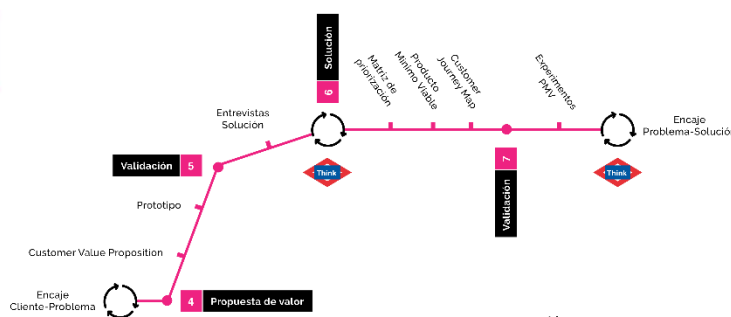 Solución
6
Matriz de
priorización
Producto
Mínimo Viable
Customer
Journey Map
Experimentos
PMV
Entrevistas
Solución
Encaje
Problema-Solución
Think
Think
Validación
5
7
Validación
Prototipo
Customer Value Proposition
Encaje
Cliente-Problema
4
Propuesta de valor